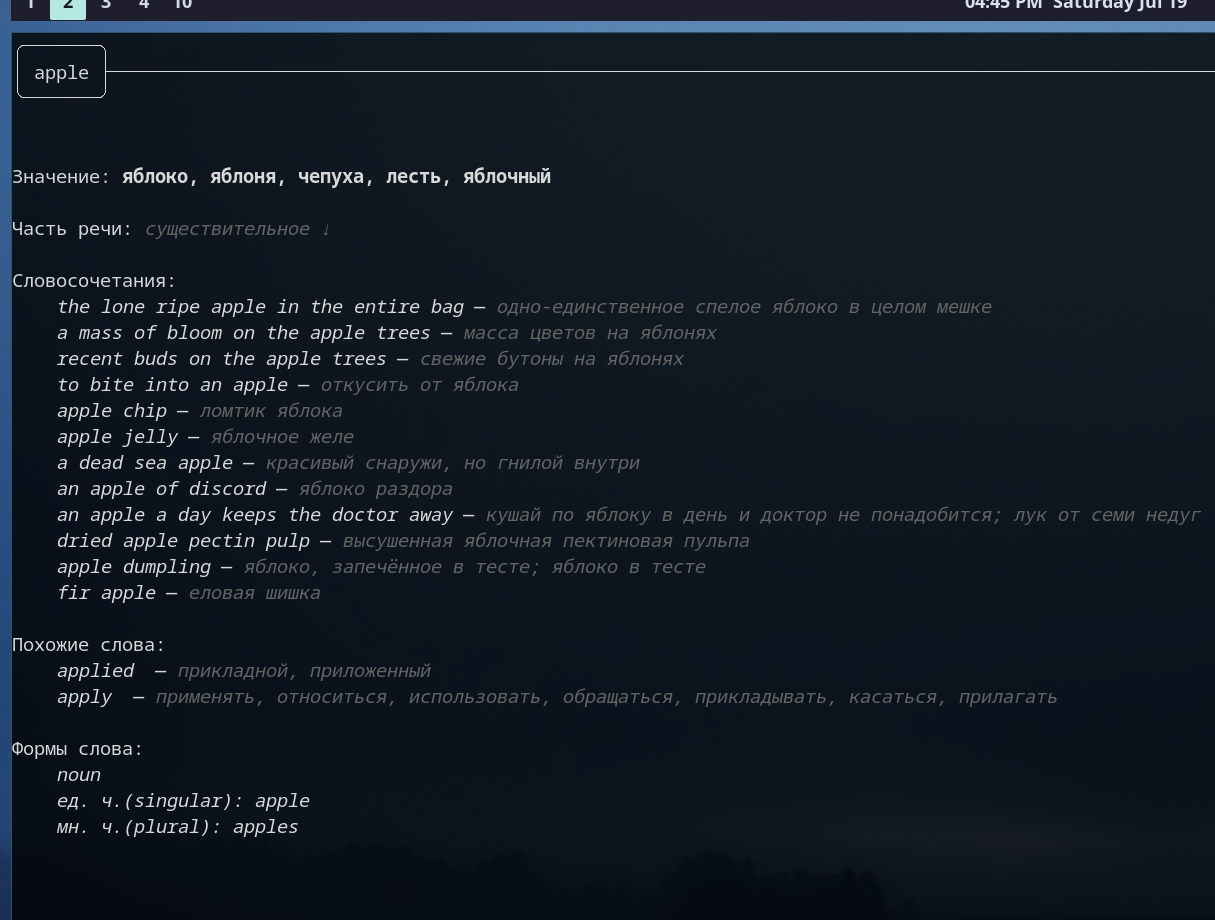 1 2 3 4 10 04:45 PM Saturday Jul 19
apple
Значение: яблоко, яблоня, чепуха, лесть, яблочный
Часть речи: существительное ↓
Словосочетания:
the lone ripe apple in the entire bag — одно-единственное спелое яблоко в целом мешке
a mass of bloom on the apple trees — масса цветов на яблонях
recent buds on the apple trees — свежие бутоны на яблонях
to bite into an apple — откусить от яблока
apple chip — ломтик яблока
apple jelly — яблочное желе
a dead sea apple — красивый снаружи, но гнилой внутри
an apple of discord — яблоко раздора
an apple a day keeps the doctor away — кушай по яблоку в день и доктор не понадобится; лук от семи недуг
dried apple pectin pulp — высушенная яблочная пектиновая пульпа
apple dumpling — яблоко, запечённое в тесте; яблоко в тесте
fir apple — еловая шишка
Похожие слова:
applied — прикладной, приложенный
apply — применять, относиться, использовать, обращаться, прикладывать, касаться, прилагать
Формы слова:
noun
ед. ч.(singular): apple
мн. ч.(plural): apples